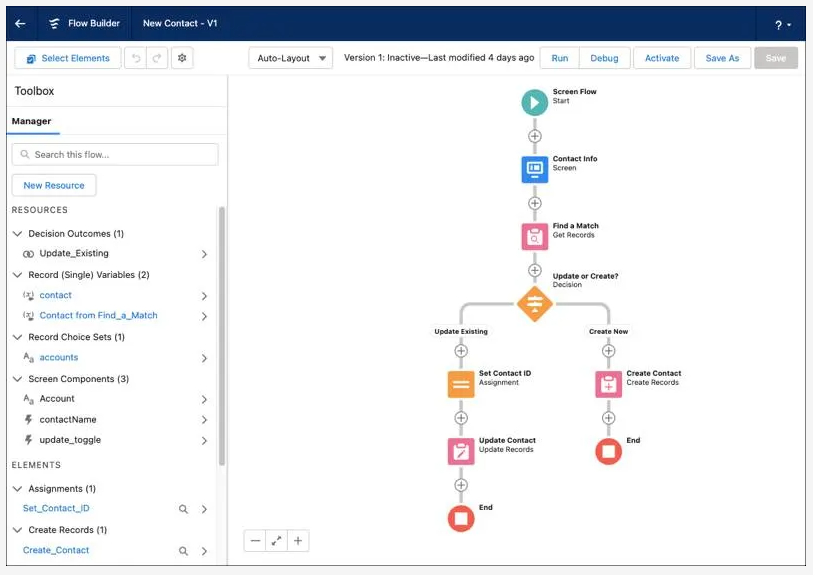 Flow Builder
New Contact - V1
?
Select Elements
Auto-Layout
Version 1: Inactive—Last modified 4 days ago
Run
Debug
Activate
Save As
Save
Toolbox
Manager
Search this flow...
New Resource
RESOURCES
Decision Outcomes (1)
Update_Existing
Record (Single) Variables (2)
contact
Contact from Find_a_Match
Record Choice Sets (1)
Aa accounts
Screen Components (3)
Aa Account
contactName
update_toggle
ELEMENTS
Assignments (1)
Set_Contact_ID
Create Records (1)
Create_Contact
Screen Flow
Start
Contact Info
Screen
Find a Match
Get Records
Update or Create?
Decision
Update Existing
Create New
Set Contact ID
Assignment
Create Contact
Create Records
Update Contact
Update Records
End
End